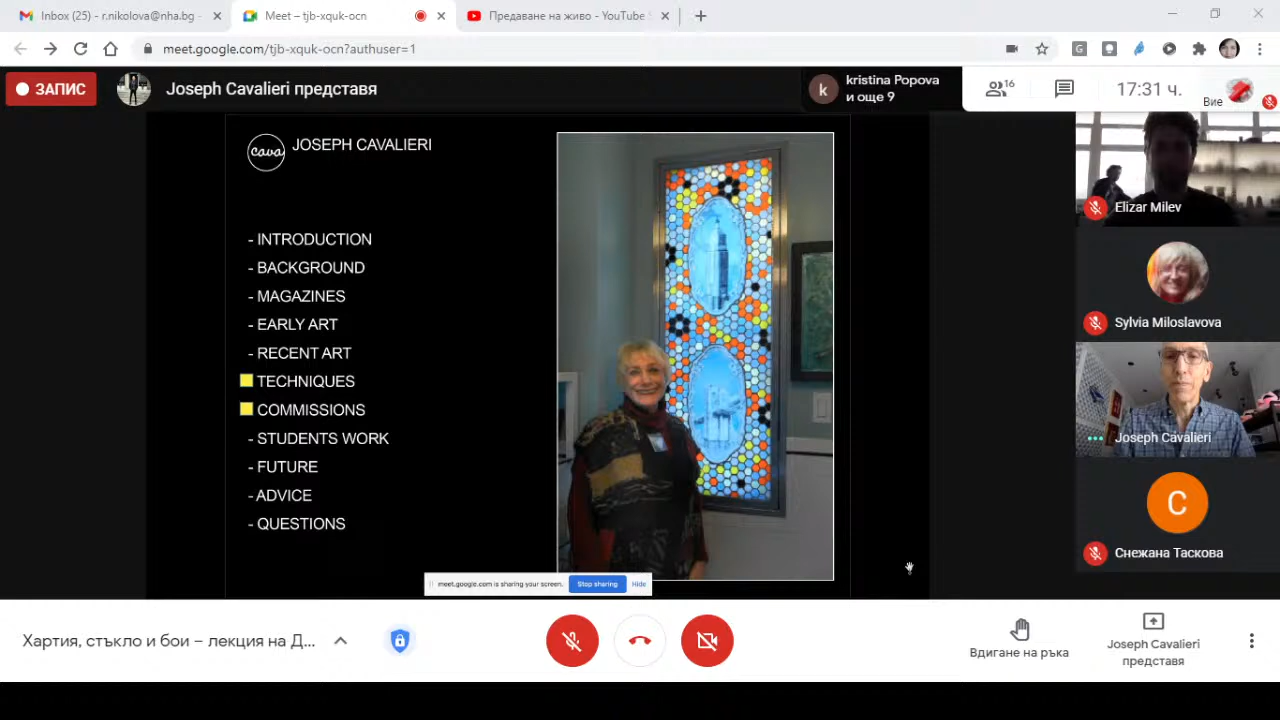 Inbox (25) - r.nikolova@nha.bg -
Meet – tjb-xquk-ocn
Предаване на живо - YouTube S
meet.google.com/tjb-xquk-ocn?authuser=1
ЗАПИС
Joseph Cavalieri представя
k
kristina Popova
и още 9
16
17:31 ч.
Вие
cava
JOSEPH CAVALIERI
- INTRODUCTION
- BACKGROUND
- MAGAZINES
- EARLY ART
- RECENT ART
TECHNIQUES
COMMISSIONS
- STUDENTS WORK
- FUTURE
- ADVICE
- QUESTIONS
Elizar Milev
Sylvia Miloslavova
Joseph Cavalieri
С
Снежана Таскова
meet.google.com is sharing your screen.
Stop sharing
Hide
Хартия, стъкло и бои – лекция на Д...
Вдигане на ръка
Joseph Cavalieri
представя